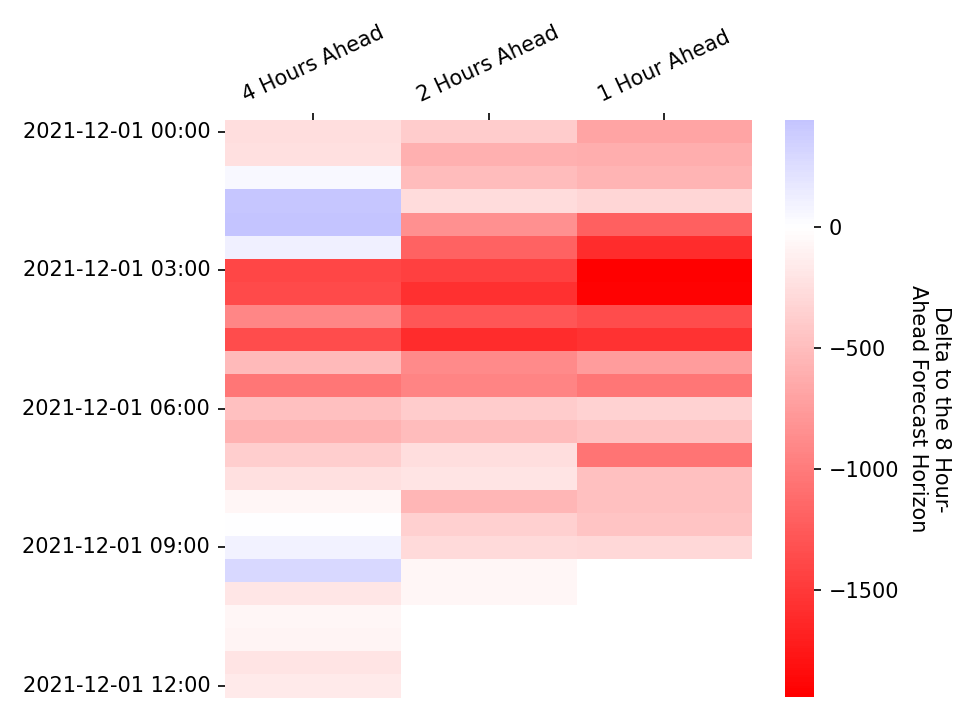 4 Hours Ahead
2 Hours Ahead
1 Hour Ahead
2021-12-01 00:00
2021-12-01 03:00
2021-12-01 06:00
2021-12-01 09:00
2021-12-01 12:00
0
−500
−1000
−1500
Delta to the 8 Hour-
Ahead Forecast Horizon